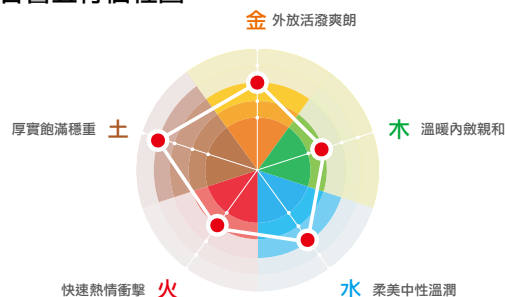 金 外放活潑爽朗
厚實飽滿穩重 土
木 溫暖內斂親和
快速熱情衝擊 火
水 柔美中性溫潤